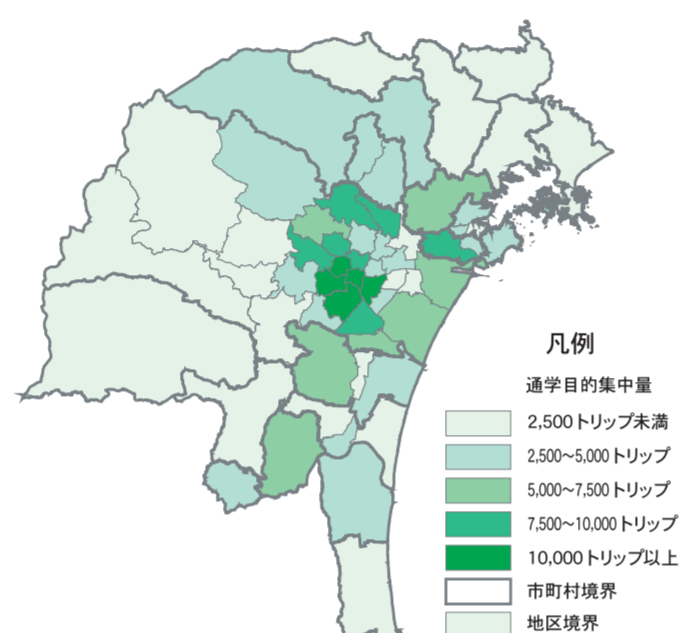 凡例
通学目的集中量
2,500トリップ未満
2,500～5,000トリップ
5,000～7,500トリップ
7,500～10,000トリップ
10,000トリップ以上
市町村境界
地区境界